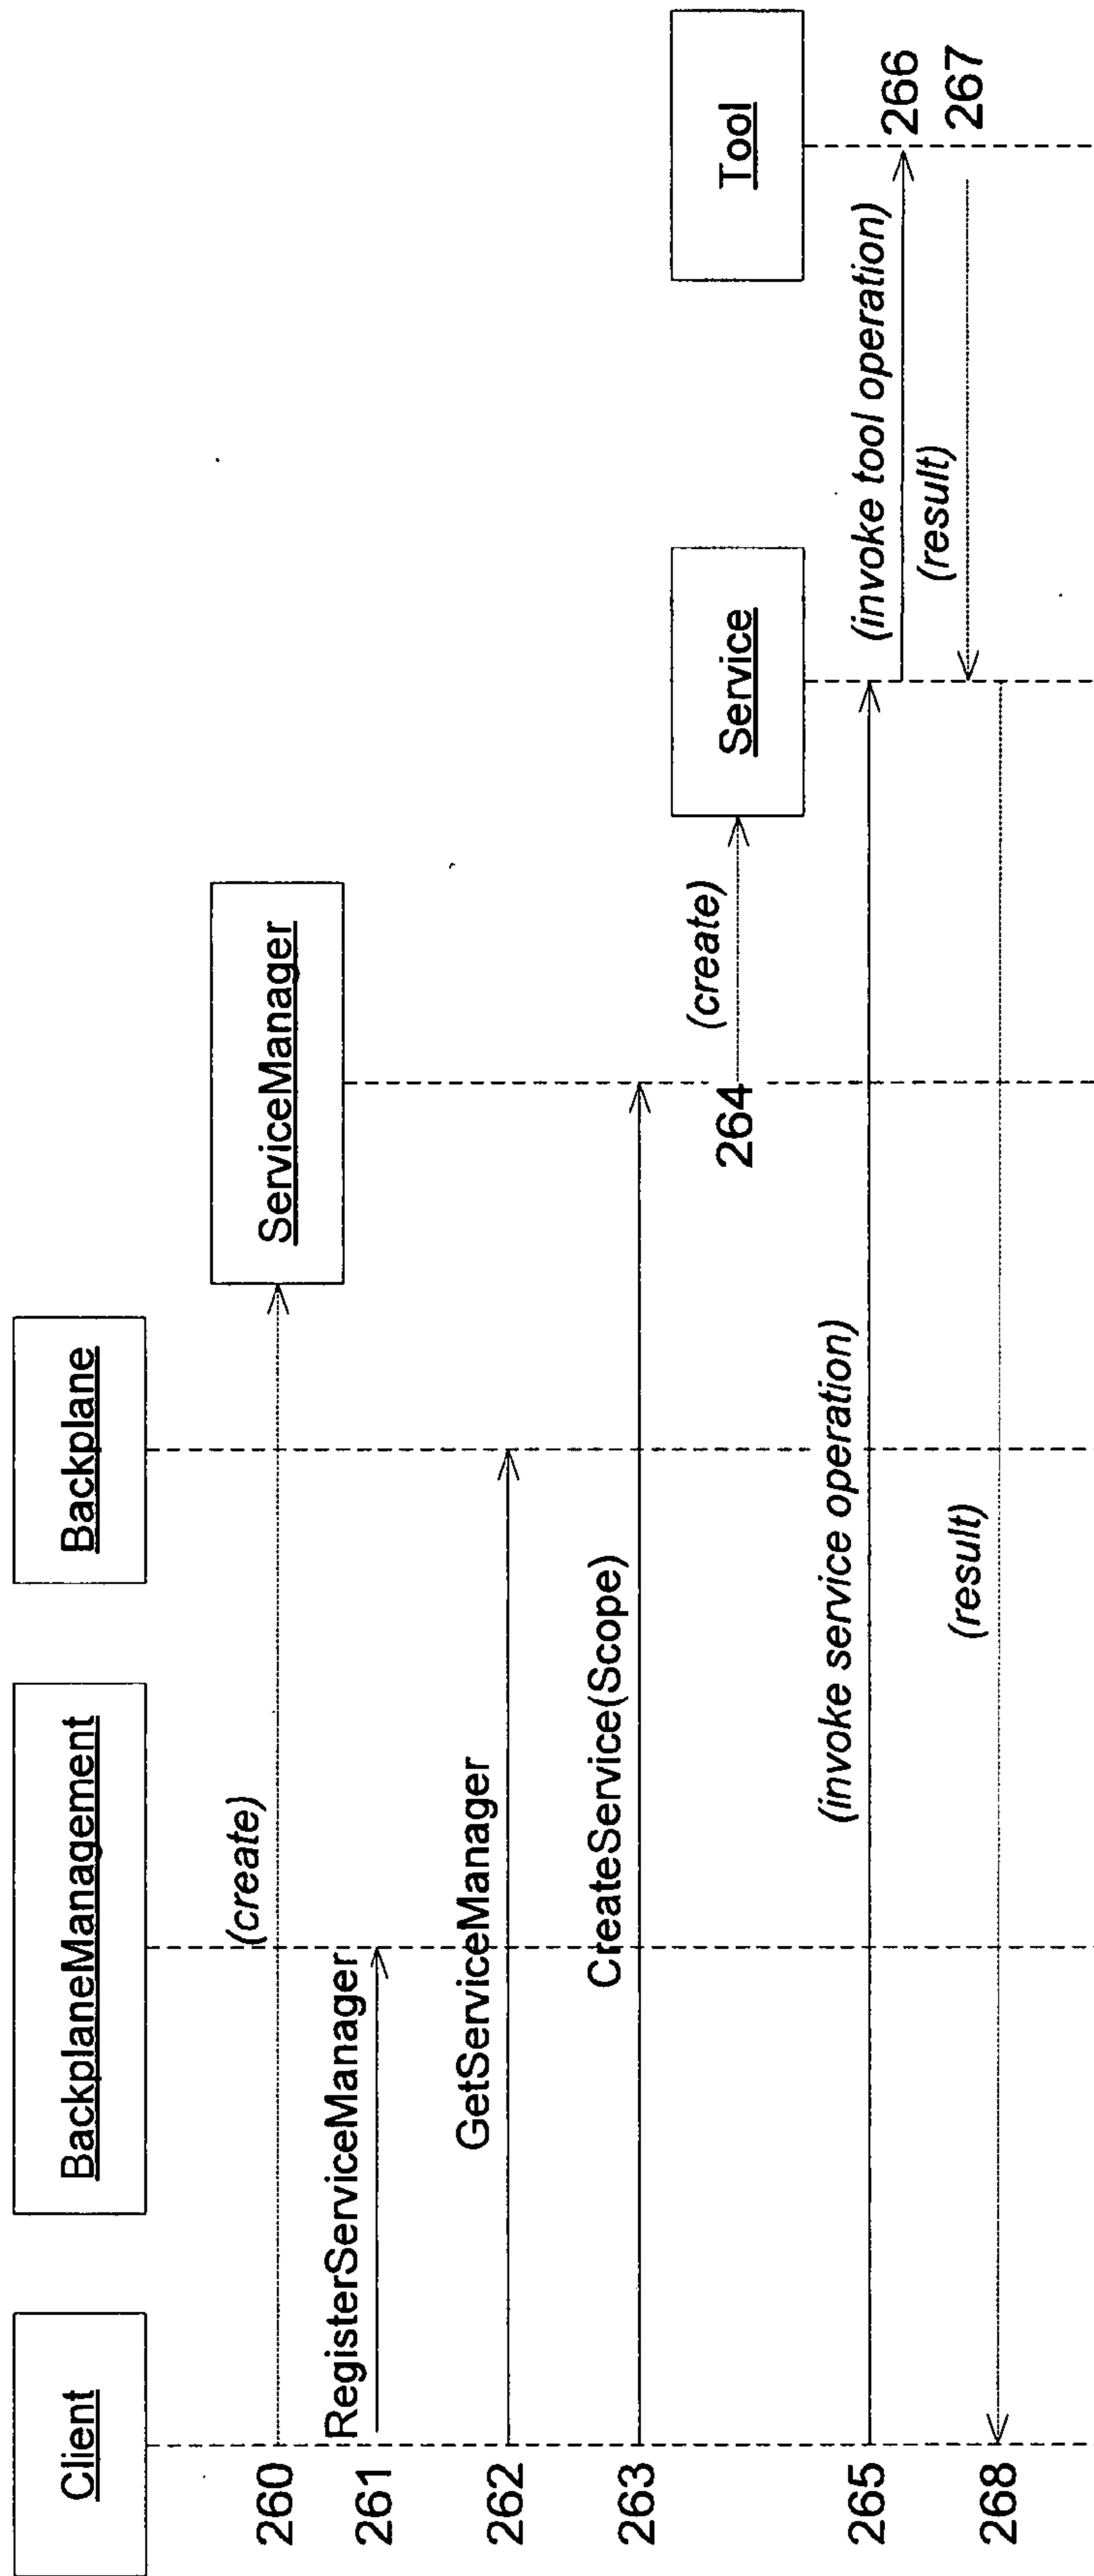 Client
BackplaneManagement
Backplane
ServiceManager
260
(create)
261
RegisterServiceManager
262
GetServiceManager
263
CreateService(Scope)
264
(create)
Service
Tool
265
(invoke service operation)
(invoke tool operation)
266
(result)
267
268
(result)